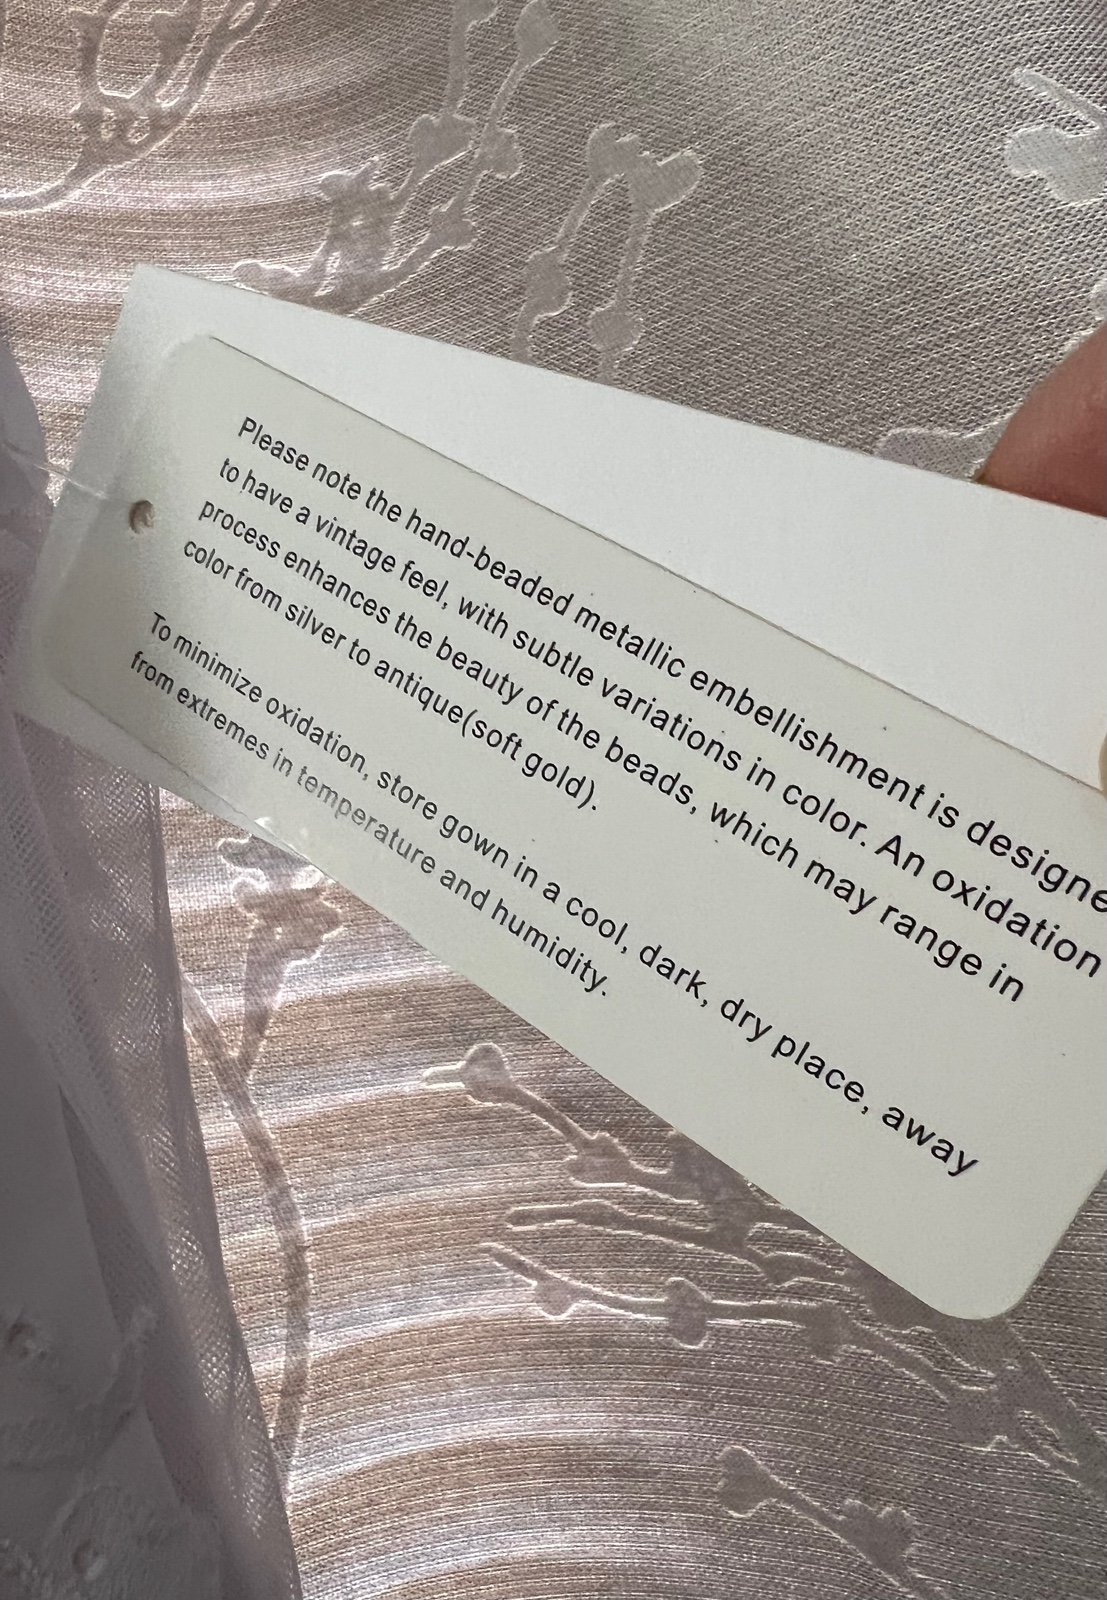 Please note the hand-beaded metallic embellishment is designe
to have a vintage feel, with subtle variations in color. An oxidation
process enhances the beauty of the beads, which may range in
color from silver to antique(soft gold).
To minimize oxidation, store gown in a cool, dark, dry place, away
from extremes in temperature and humidity.